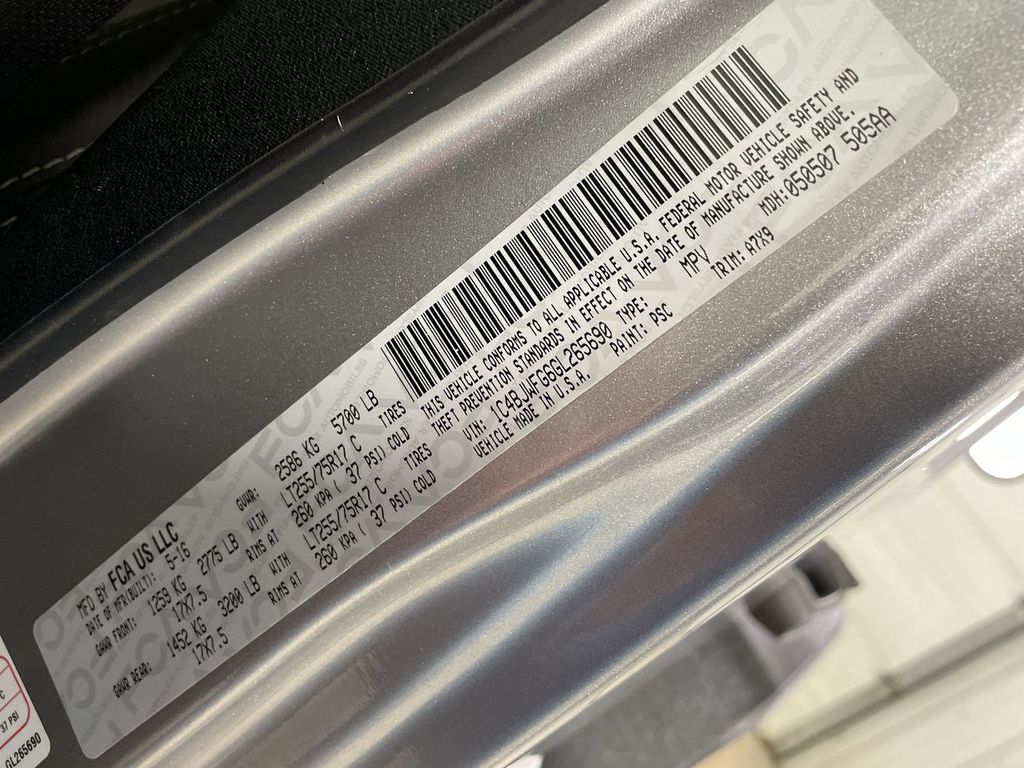 MFD BY FCA US LLC
DATE OF MFR(BUILT): 5-16 GVWR: 2586 KG 5700 LB
GAWR FRONT: 1259 KG 2775 LB WITH LT255/75R17 C TIRES
17X7.5 RIMS AT 260 KPA ( 37 PSI) COLD
GAWR REAR: 1452 KG 3200 LB WITH LT255/75R17 C TIRES
17X7.5 RIMS AT 260 KPA ( 37 PSI) COLD
THIS VEHICLE CONFORMS TO ALL APPLICABLE U.S.A. FEDERAL MOTOR VEHICLE SAFETY AND
THEFT PREVENTION STANDARDS IN EFFECT ON THE DATE OF MANUFACTURE SHOWN ABOVE.
VIN: 1C4BJWFG6GL265690 TYPE: MPV MDH: 050507 505AA
VEHICLE MADE IN U.S.A. PAINT: PSC TRIM: A7X9
C
37 PSI
GL265690